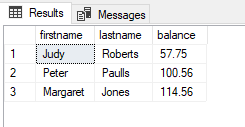 Results Messages
firstname lastname balance
1 Judy Roberts 57.75
2 Peter Paulls 100.56
3 Margaret Jones 114.56